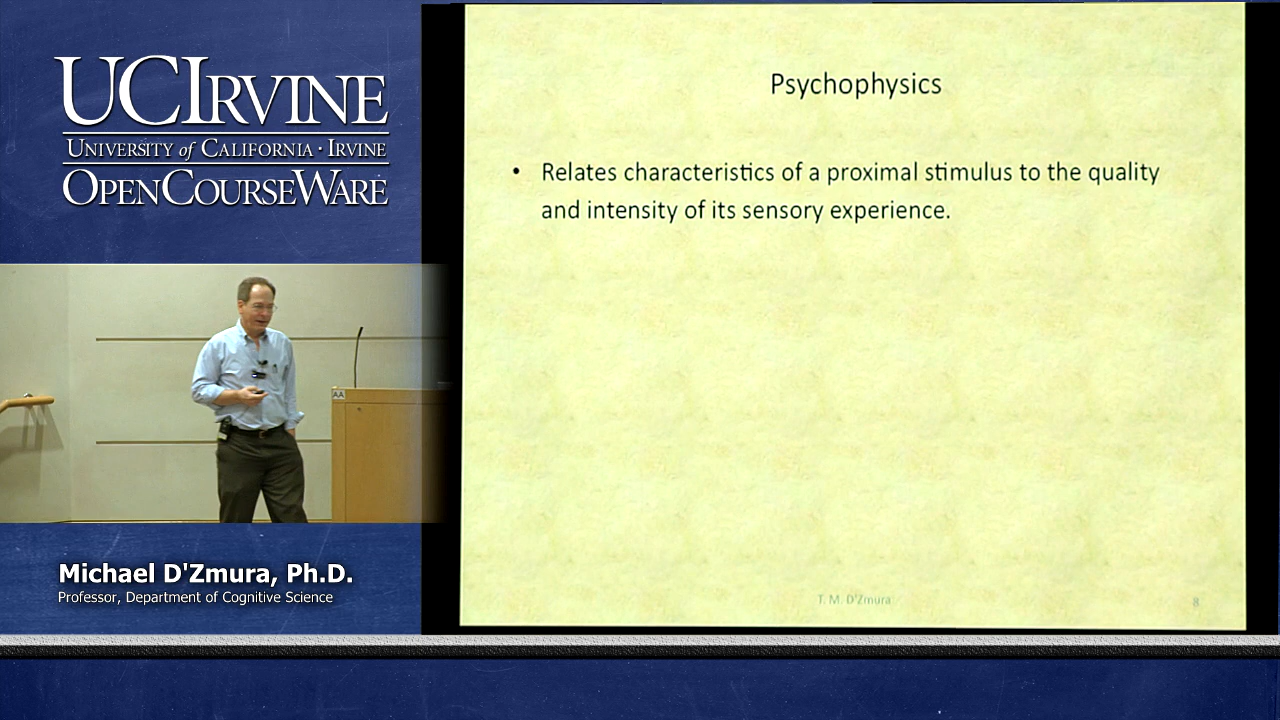 UCIRVINE
UNIVERSITY of CALIFORNIA · IRVINE
OPENCOURSEWARE
Psychophysics
• Relates characteristics of a proximal stimulus to the quality
and intensity of its sensory experience.
AA
Michael D'Zmura, Ph.D.
Professor, Department of Cognitive Science
T. M. D'Zmura
8